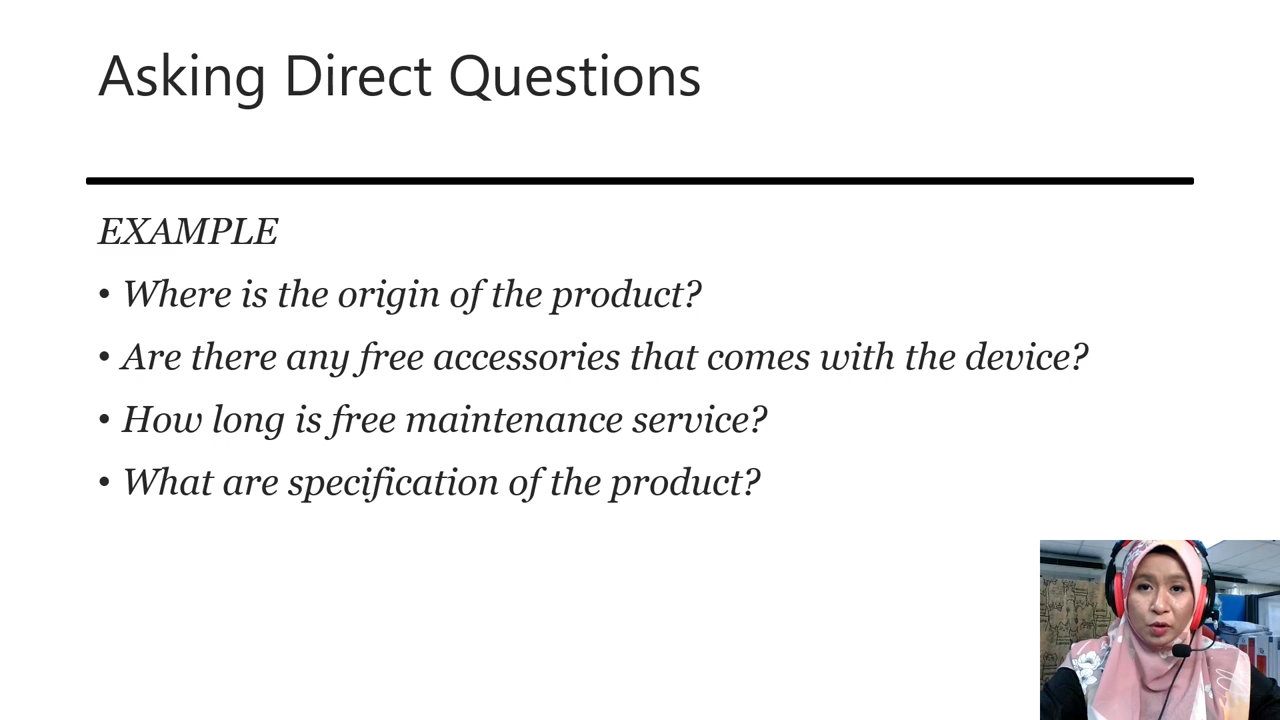 Asking Direct Questions
EXAMPLE
• Where is the origin of the product?
• Are there any free accessories that comes with the device?
• How long is free maintenance service?
• What are specification of the product?